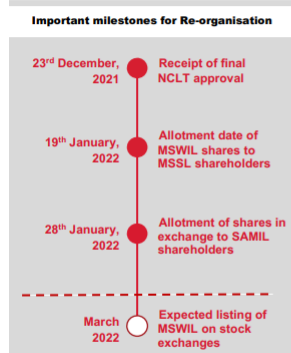 Important milestones for Re-organisation
23rd December,
2021
Receipt of final
NCLT approval
19th January,
2022
Allotment date of
MSWIL shares to
MSSL shareholders
28th January,
2022
Allotment of shares in
exchange to SAMIL
shareholders
March
2022
Expected listing of
MSWIL on stock
exchanges